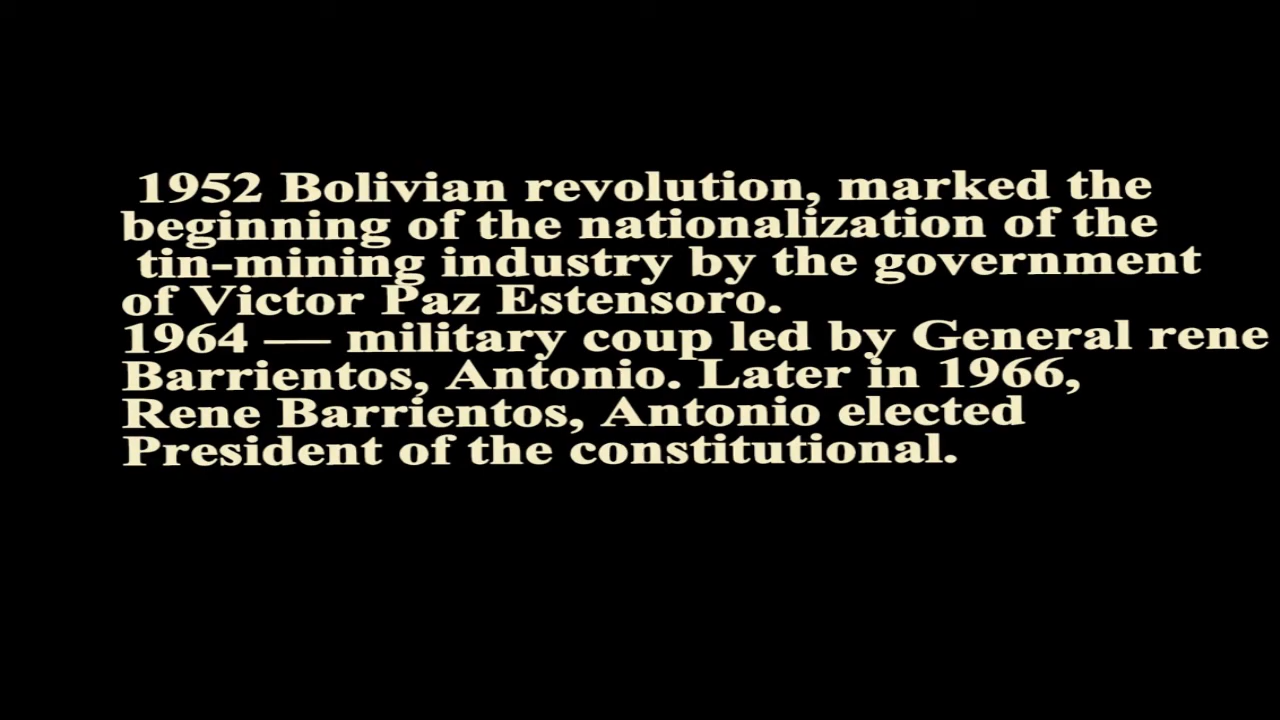 1952 Bolivian revolution, marked the
beginning of the nationalization of the
tin-mining industry by the government
of Victor Paz Estensoro.
1964 — military coup led by General rene
Barrientos, Antonio. Later in 1966,
Rene Barrientos, Antonio elected
President of the constitutional.